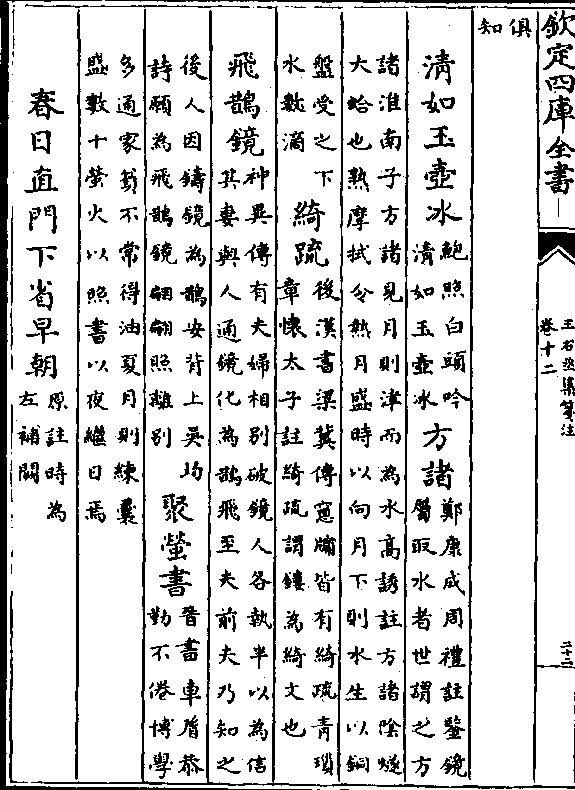 欽定四庫全書
王右丞集箋注
卷十二
二十二
俱
知
清如玉壺冰
鮑照白頭吟
清如玉壺冰
方諸
鄭康成周禮註鑒鏡
屬取水者世謂之方
諸淮南子方諸見月則津而為水高誘註方諸陰燧
大蛤也熟摩拭令熱月盛時以向月下則水生以銅
盤受之下
水數滴
綺疏
後漢書梁冀傳窻牖皆有綺疏青瑣
章懷太子註綺疏謂鏤為綺文也
飛鵲鏡
神異傳有夫婦相别破鏡人各執半以為信
其妻與人通鏡化為鵲飛至夫前夫乃知之
後人因鑄鏡為鵲安背上吳均
詩願為飛鵲鏡翩翩照離别
聚螢書
晉書車胤恭
勤不倦博學
多通家貧不常得油夏月則練囊
盛數十螢火以照書以夜繼日焉
春日直門下省早朝
原註時為
左補闕